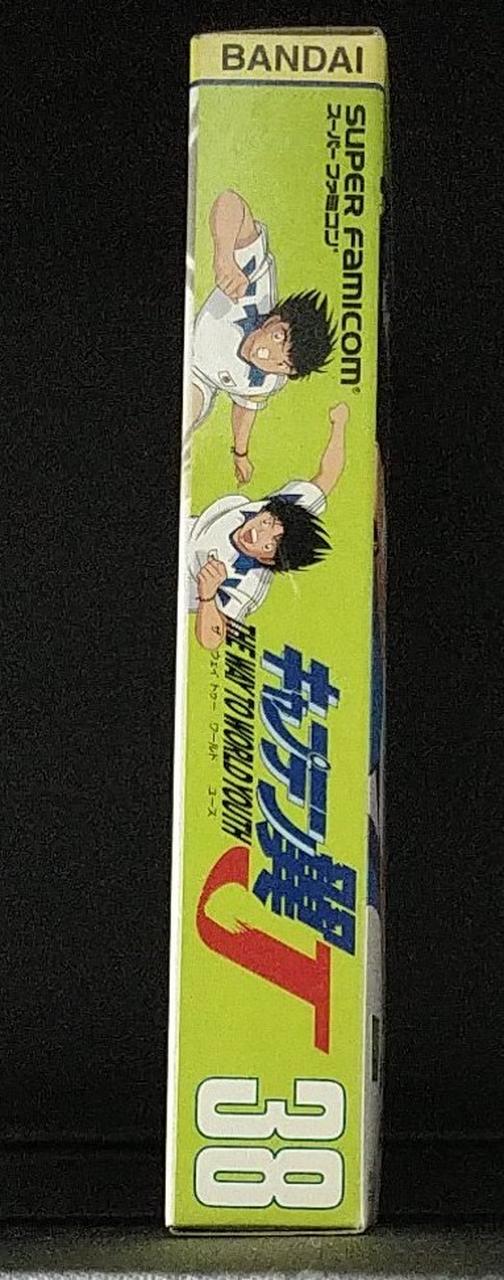 BANDAI
SUPER Famicom®
スーパーファミコン
キャプテン翼
J
THE WAY TO WORLD YOUTH
ザ ウェイ トゥー ワールド ユース
38